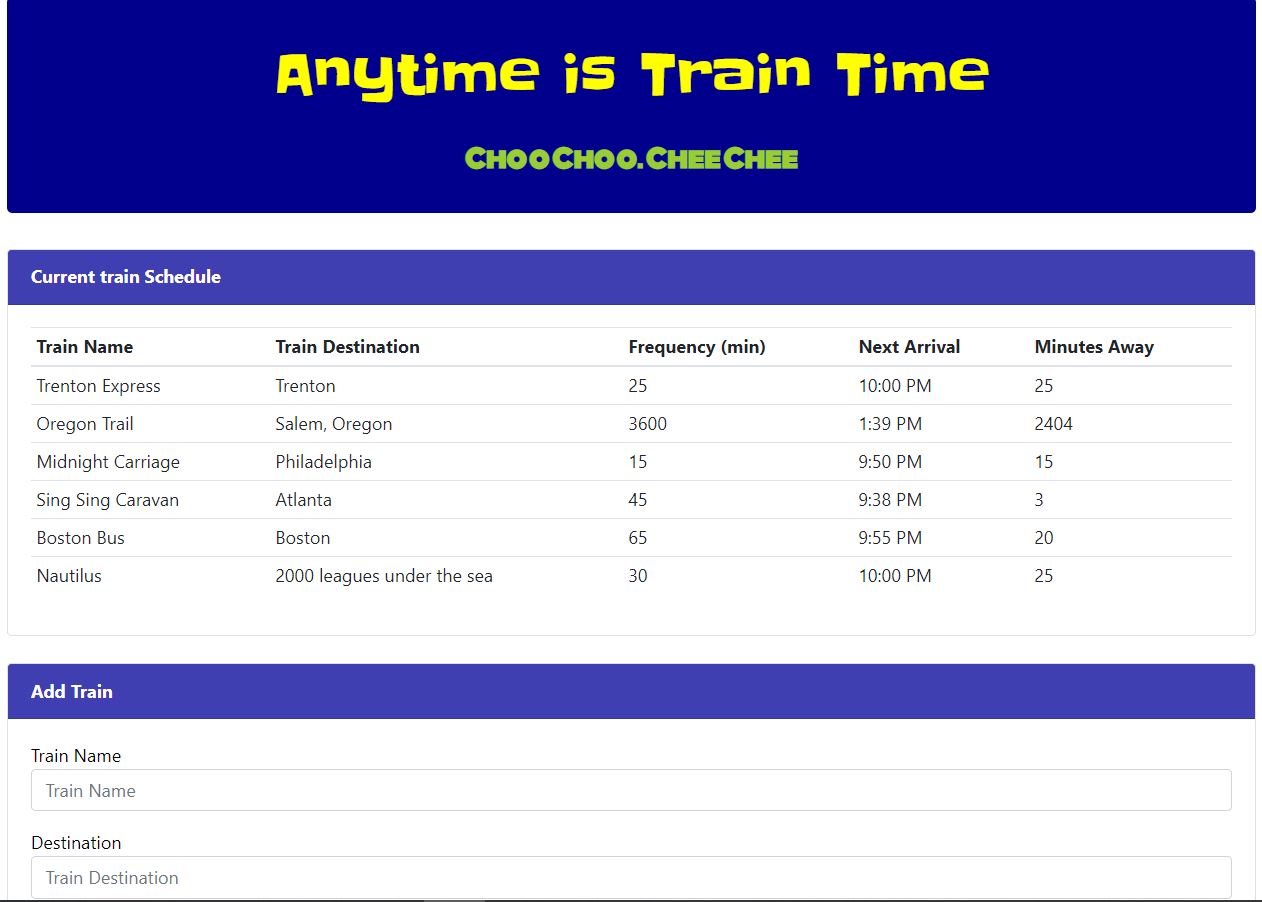 Anytime is Train Time
ChooChoo.CheeChee
Current train Schedule
Train Name Train Destination Frequency (min) Next Arrival Minutes Away
Trenton Express Trenton 25 10:00 PM 25
Oregon Trail Salem, Oregon 3600 1:39 PM 2404
Midnight Carriage Philadelphia 15 9:50 PM 15
Sing Sing Caravan Atlanta 45 9:38 PM 3
Boston Bus Boston 65 9:55 PM 20
Nautilus 2000 leagues under the sea 30 10:00 PM 25
Add Train
Train Name
Train Name
Destination
Train Destination